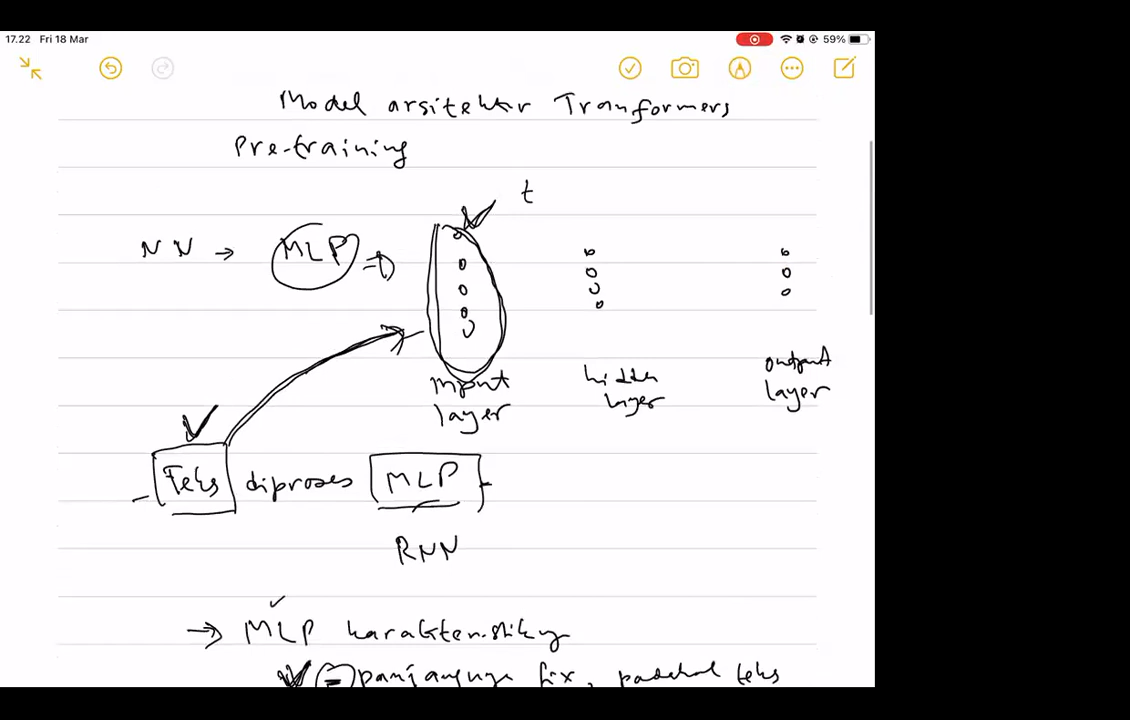 17.22 Fri 18 Mar
59%
Model arsitektur Transformers
Pre-training
t
NN → MLP ⇒
input layer
hidden layer
output layer
Teks diproses MLP
RNN
→ MLP karakteristiknya
panjangnya fix, padahal teks